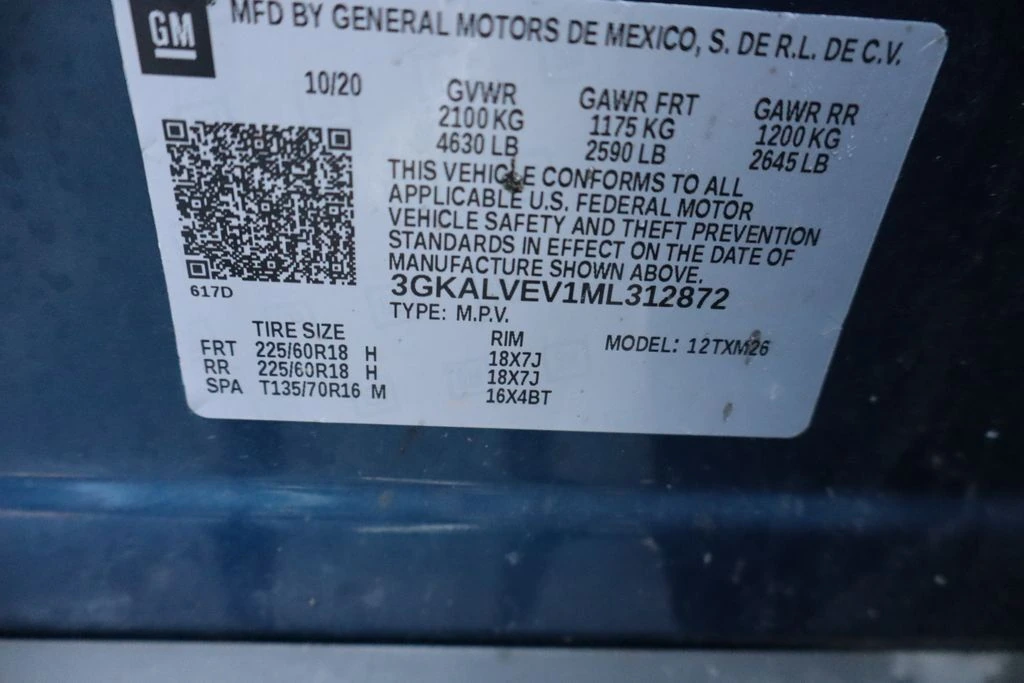 GM
MFD BY GENERAL MOTORS DE MEXICO, S. DE R.L. DE C.V.
10/20 GVWR GAWR FRT GAWR RR
2100 KG 1175 KG 1200 KG
4630 LB 2590 LB 2645 LB
THIS VEHICLE CONFORMS TO ALL
APPLICABLE U.S. FEDERAL MOTOR
VEHICLE SAFETY AND THEFT PREVENTION
STANDARDS IN EFFECT ON THE DATE OF
MANUFACTURE SHOWN ABOVE.
617D 3GKALVEV1ML312872
TYPE: M.P.V.
TIRE SIZE RIM MODEL: 12TXM26
FRT 225/60R18 H 18X7J
RR 225/60R18 H 18X7J
SPA T135/70R16 M 16X4BT